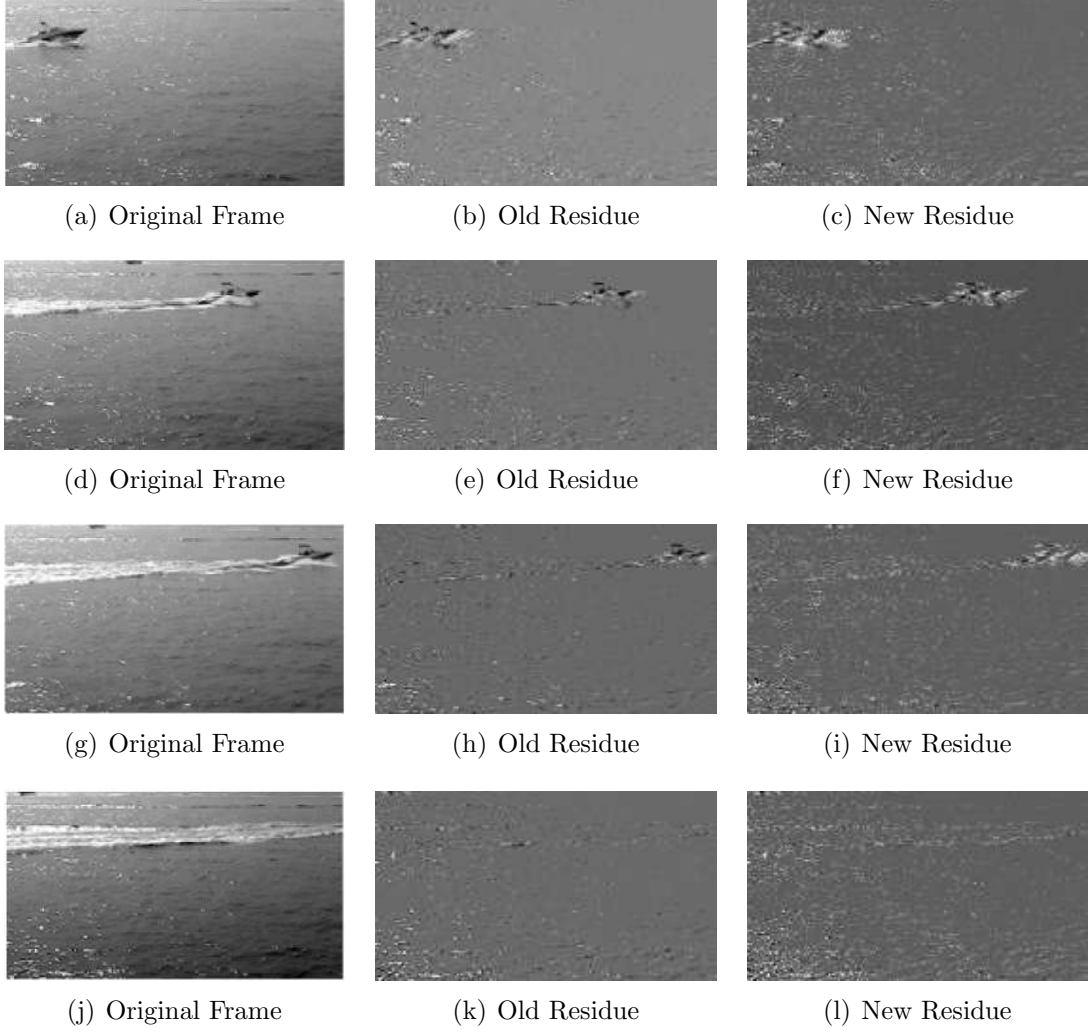 (a) Original Frame
(b) Old Residue
(c) New Residue
(d) Original Frame
(e) Old Residue
(f) New Residue
(g) Original Frame
(h) Old Residue
(i) New Residue
(j) Original Frame
(k) Old Residue
(l) New Residue